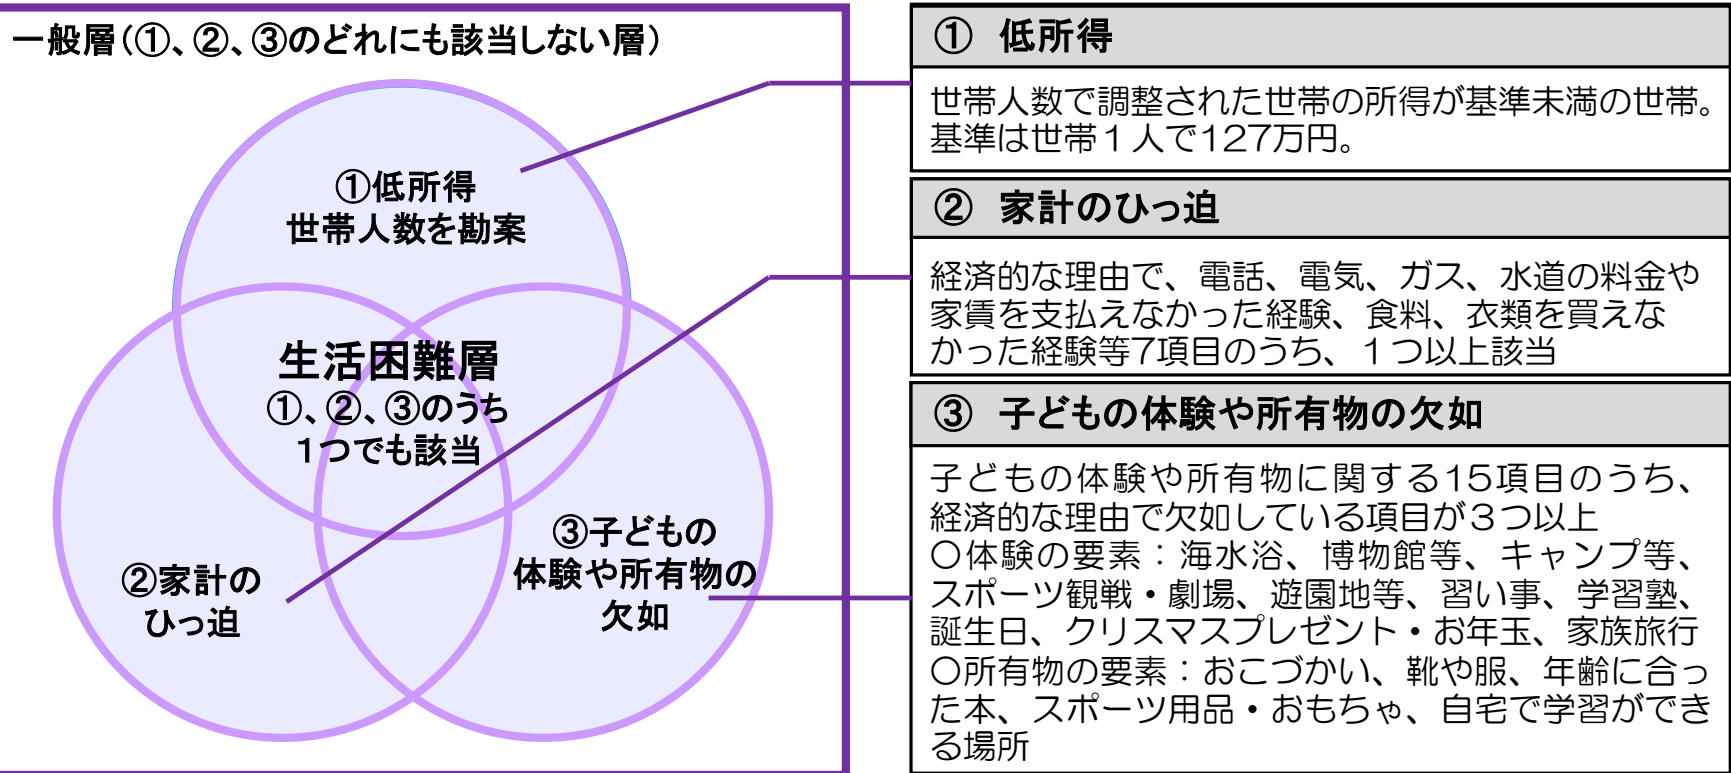 一般層(①、②、③のどれにも該当しない層)
①低所得
世帯人数を勘案
生活困難層
①、②、③のうち
1つでも該当
②家計の
ひっ迫
③子どもの
体験や所有物の
欠如
① 低所得
世帯人数で調整された世帯の所得が基準未満の世帯。
基準は世帯1人で127万円。
② 家計のひっ迫
経済的な理由で、電話、電気、ガス、水道の料金や
家賃を支払えなかった経験、食料、衣類を買えな
かった経験等7項目のうち、1つ以上該当
③ 子どもの体験や所有物の欠如
子どもの体験や所有物に関する15項目のうち、
経済的な理由で欠如している項目が3つ以上
〇体験の要素:海水浴、博物館等、キャンプ等、
スポーツ観戦・劇場、遊園地等、習い事、学習塾、
誕生日、クリスマスプレゼント・お年玉、家族旅行
〇所有物の要素:おこづかい、靴や服、年齢に合っ
た本、スポーツ用品・おもちゃ、自宅で学習ができ
る場所